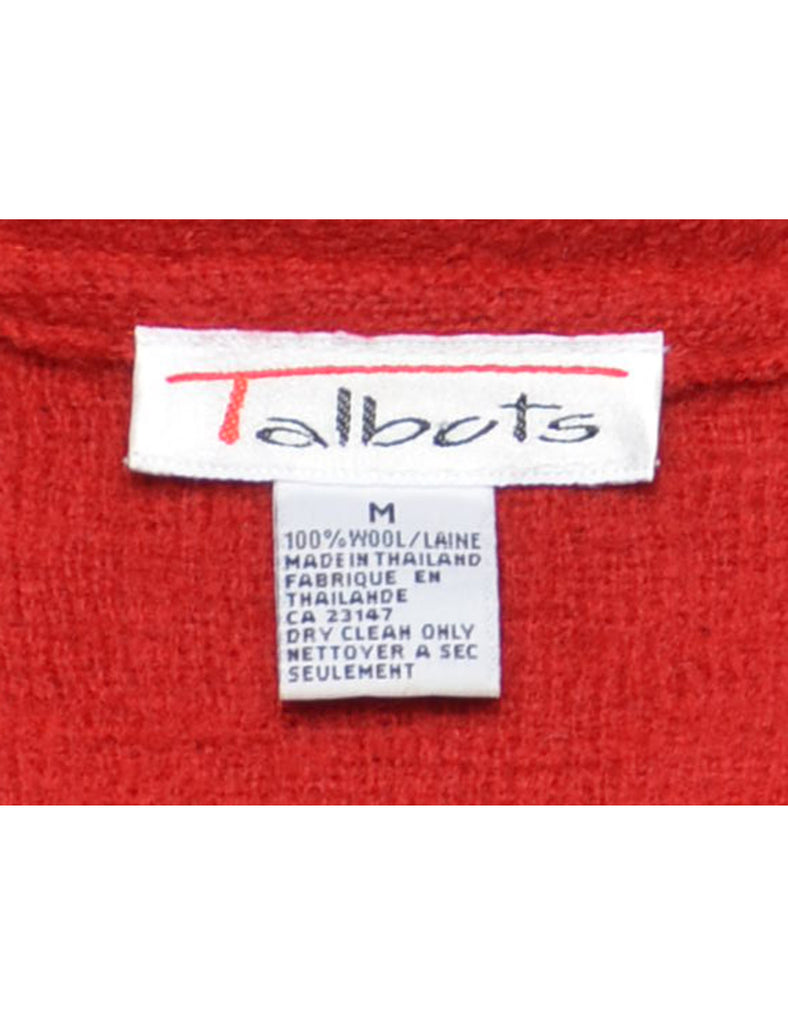 Talbots
M
100% WOOL/LAINE
MADE IN THAILAND
FABRIQUE EN
THAILANDE
CA 23147
DRY CLEAN ONLY
NETTOYER A SEC
SEULEMENT